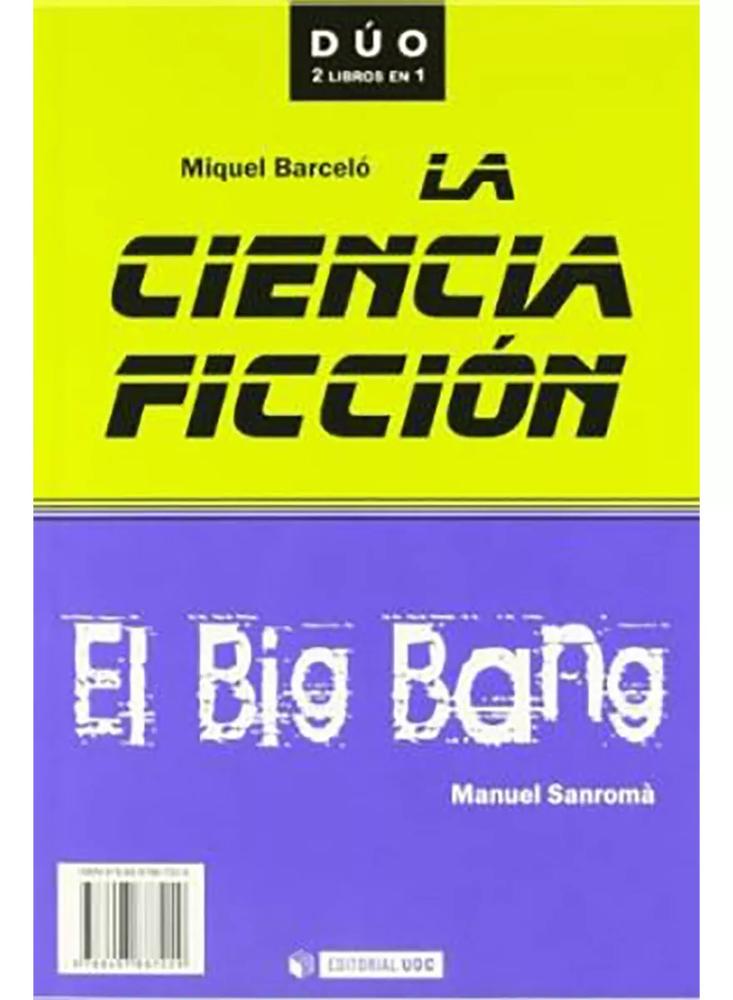 DÚO
2 LIBROS EN 1
Miquel Barceló
LA
CIENCIA
FICCIÓN
El Big Bang
Manuel Sanromà
EDITORIAL UOC